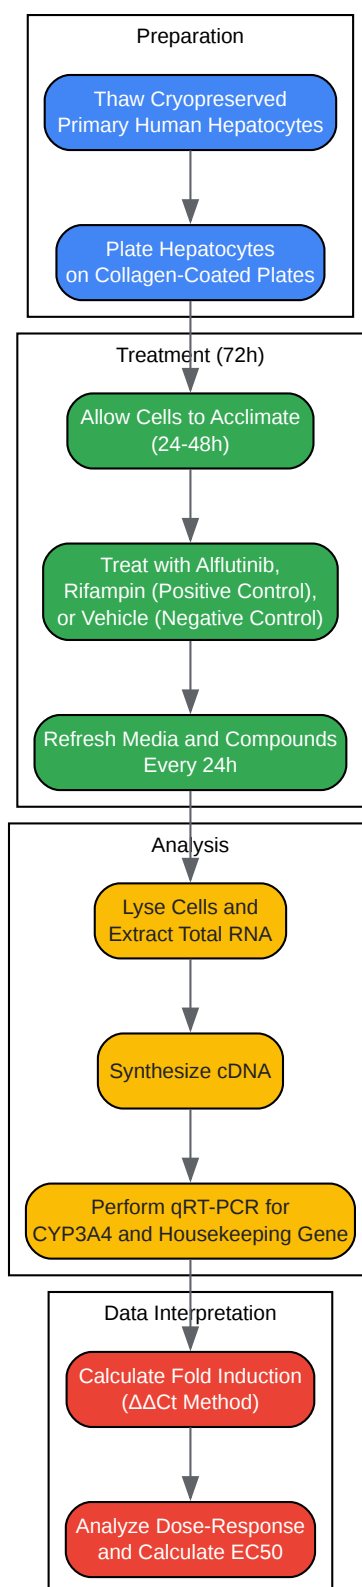 Preparation
Thaw Cryopreserved
Primary Human Hepatocytes
Plate Hepatocytes
on Collagen-Coated Plates
Treatment (72h)
Allow Cells to Acclimate
(24-48h)
Treat with Alflutinib,
Rifampin (Positive Control),
or Vehicle (Negative Control)
Refresh Media and Compounds
Every 24h
Analysis
Lyse Cells and
Extract Total RNA
Synthesize cDNA
Perform qRT-PCR for
CYP3A4 and Housekeeping Gene
Data Interpretation
Calculate Fold Induction
(ΔΔCt Method)
Analyze Dose-Response
and Calculate EC50